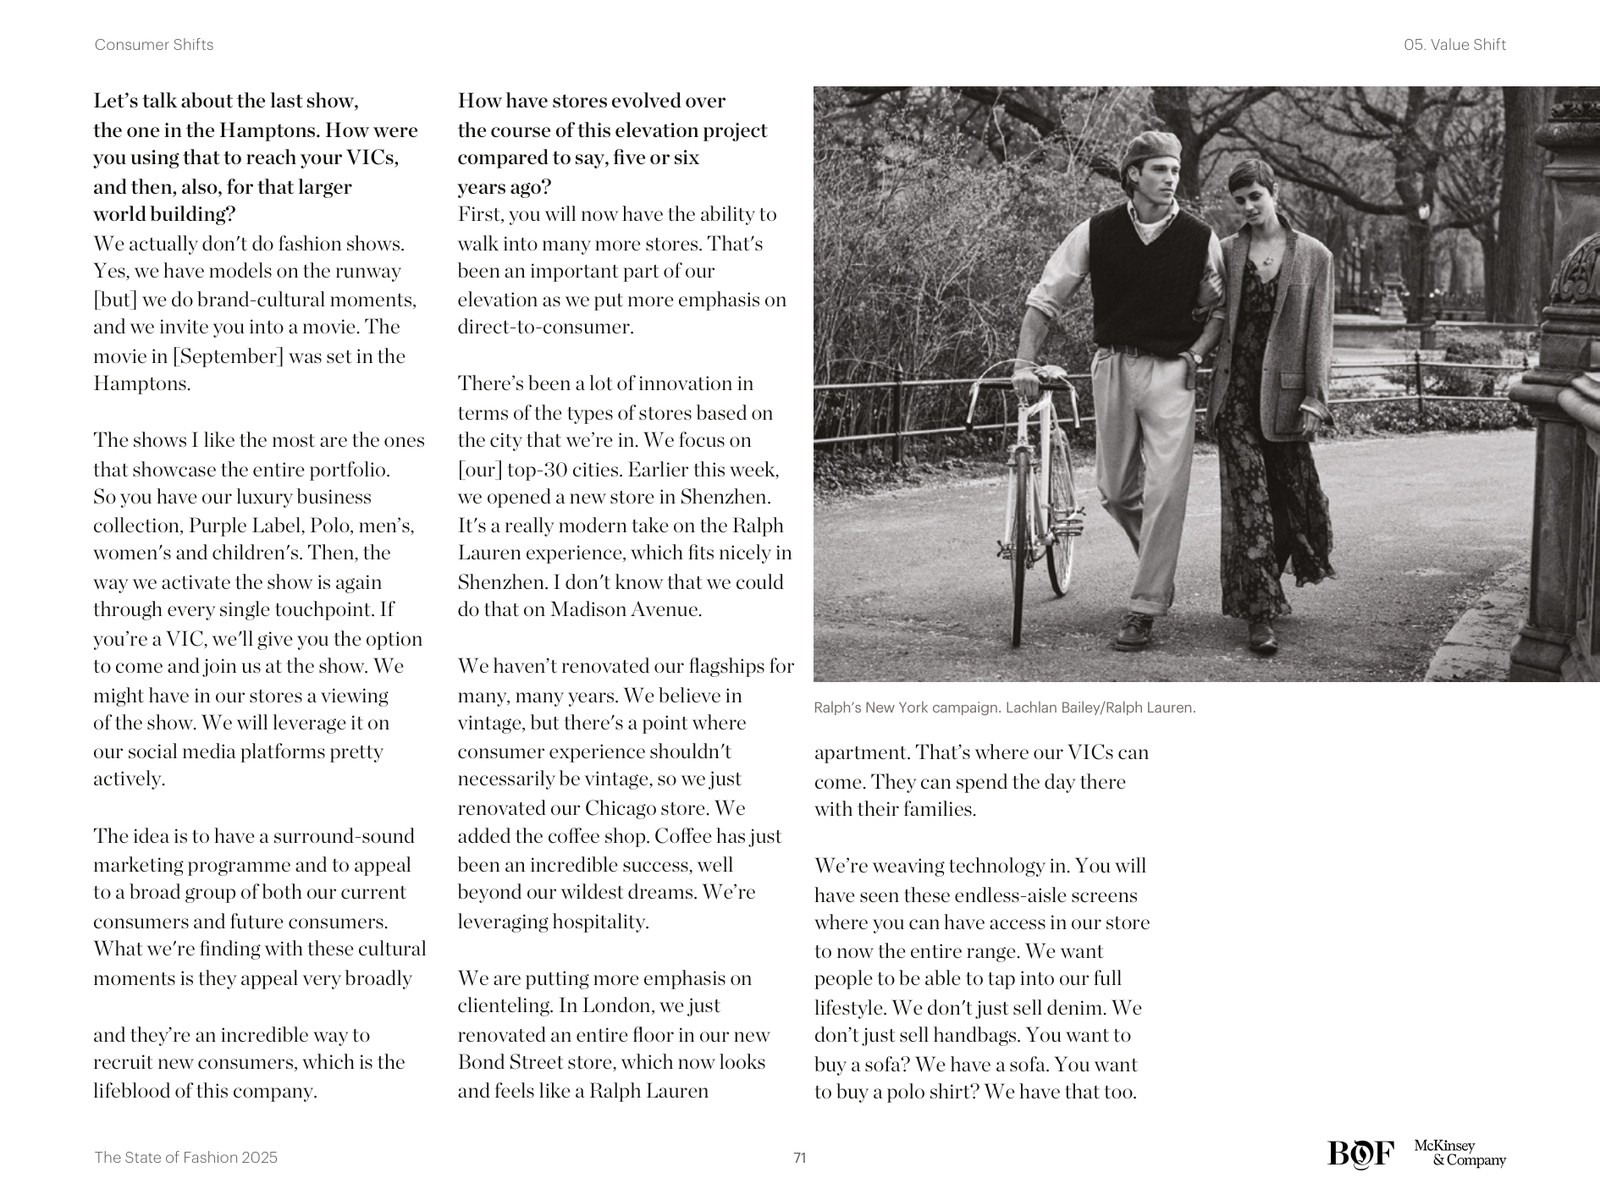 Consumer Shifts
05. Value Shift
Let’s talk about the last show,
the one in the Hamptons. How were
you using that to reach your VICs,
and then, also, for that larger
world building?
We actually don't do fashion shows.
Yes, we have models on the runway
[but] we do brand-cultural moments,
and we invite you into a movie. The
movie in [September] was set in the
Hamptons.
The shows I like the most are the ones
that showcase the entire portfolio.
So you have our luxury business
collection, Purple Label, Polo, men’s,
women's and children's. Then, the
way we activate the show is again
through every single touchpoint. If
you’re a VIC, we'll give you the option
to come and join us at the show. We
might have in our stores a viewing
of the show. We will leverage it on
our social media platforms pretty
actively.
The idea is to have a surround-sound
marketing programme and to appeal
to a broad group of both our current
consumers and future consumers.
What we're finding with these cultural
moments is they appeal very broadly
and they’re an incredible way to
recruit new consumers, which is the
lifeblood of this company.
How have stores evolved over
the course of this elevation project
compared to say, five or six
years ago?
First, you will now have the ability to
walk into many more stores. That's
been an important part of our
elevation as we put more emphasis on
direct-to-consumer.
There’s been a lot of innovation in
terms of the types of stores based on
the city that we’re in. We focus on
[our] top-30 cities. Earlier this week,
we opened a new store in Shenzhen.
It's a really modern take on the Ralph
Lauren experience, which fits nicely in
Shenzhen. I don't know that we could
do that on Madison Avenue.
We haven’t renovated our flagships for
many, many years. We believe in
vintage, but there's a point where
consumer experience shouldn't
necessarily be vintage, so we just
renovated our Chicago store. We
added the coffee shop. Coffee has just
been an incredible success, well
beyond our wildest dreams. We’re
leveraging hospitality.
We are putting more emphasis on
clienteling. In London, we just
renovated an entire floor in our new
Bond Street store, which now looks
and feels like a Ralph Lauren
Ralph’s New York campaign. Lachlan Bailey/Ralph Lauren.
apartment. That’s where our VICs can
come. They can spend the day there
with their families.
We’re weaving technology in. You will
have seen these endless-aisle screens
where you can have access in our store
to now the entire range. We want
people to be able to tap into our full
lifestyle. We don't just sell denim. We
don’t just sell handbags. You want to
buy a sofa? We have a sofa. You want
to buy a polo shirt? We have that too.
The State of Fashion 2025
71
BOF
McKinsey
& Company